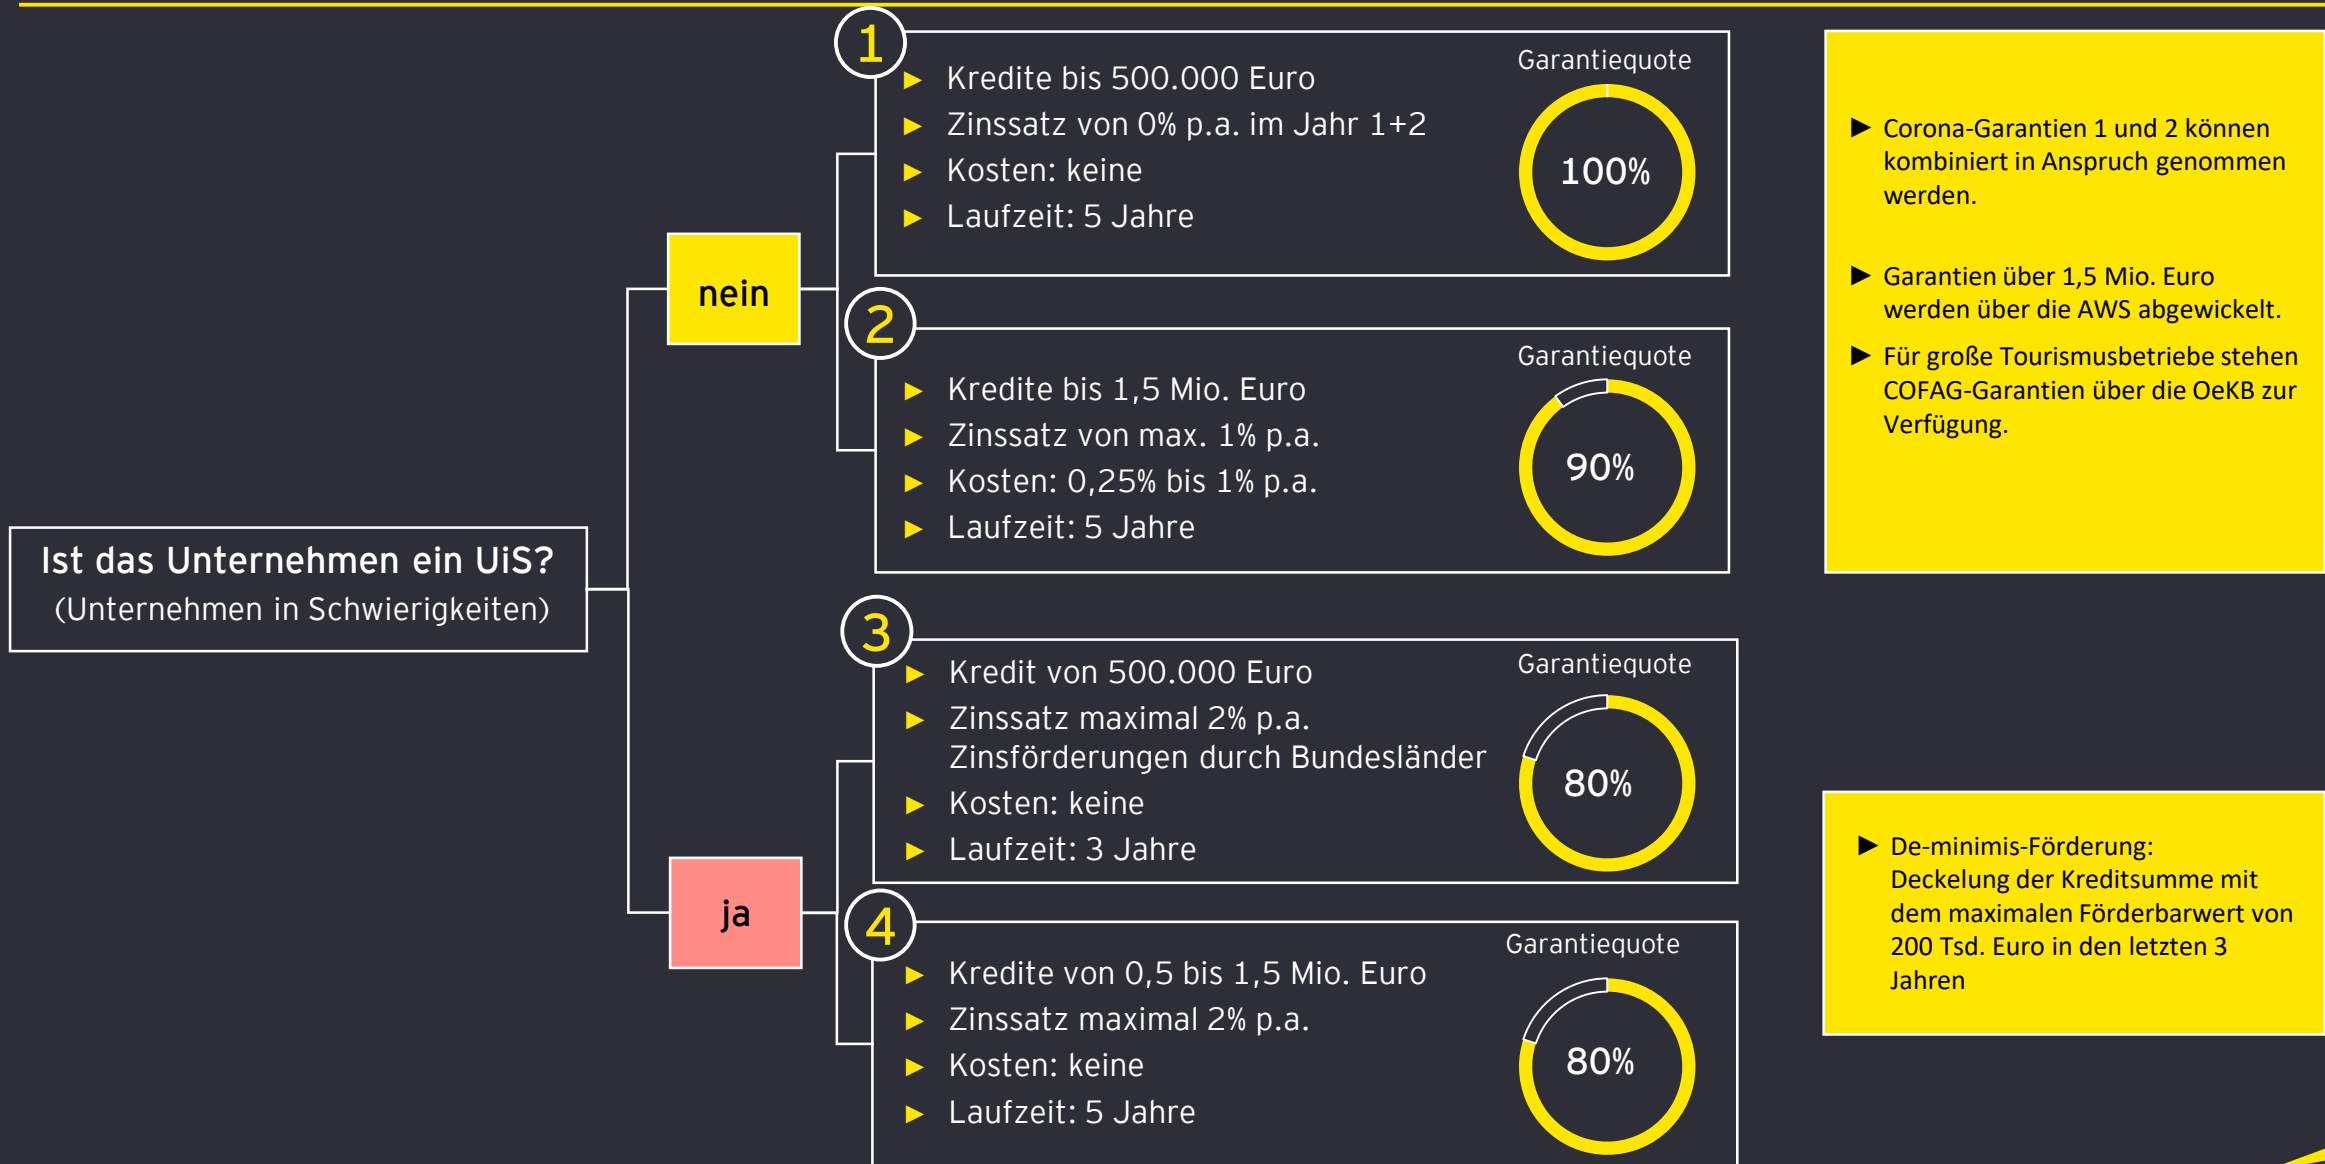 Ist das Unternehmen ein UiS?
(Unternehmen in Schwierigkeiten)
nein
1
Kredite bis 500.000 Euro
Zinssatz von 0% p.a. im Jahr 1+2
Kosten: keine
Laufzeit: 5 Jahre
Garantiequote
100%
2
Kredite bis 1,5 Mio. Euro
Zinssatz von max. 1% p.a.
Kosten: 0,25% bis 1% p.a.
Laufzeit: 5 Jahre
Garantiequote
90%
► Corona-Garantien 1 und 2 können
kombiniert in Anspruch genommen
werden.
► Garantien über 1,5 Mio. Euro
werden über die AWS abgewickelt.
► Für große Tourismusbetriebe stehen
COFAG-Garantien über die OeKB zur
Verfügung.
ja
3
Kredit von 500.000 Euro
Zinssatz maximal 2% p.a.
Zinsförderungen durch Bundesländer
Kosten: keine
Laufzeit: 3 Jahre
Garantiequote
80%
4
Kredite von 0,5 bis 1,5 Mio. Euro
Zinssatz maximal 2% p.a.
Kosten: keine
Laufzeit: 5 Jahre
Garantiequote
80%
► De-minimis-Förderung:
Deckelung der Kreditsumme mit
dem maximalen Förderbarwert von
200 Tsd. Euro in den letzten 3
Jahren